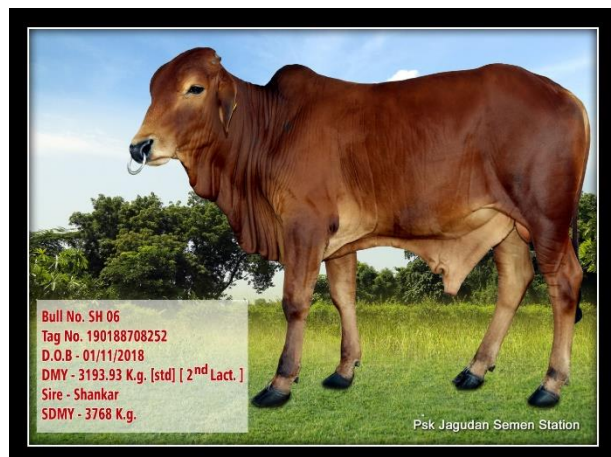 Bull No. SH 06
Tag No. 190188708252
D.O.B - 01/11/2018
DMY - 3193.93 K.g. [std] [ 2nd Lact. ]
Sire - Shankar
SDMY - 3768 K.g.
Psk Jagudan Semen Station